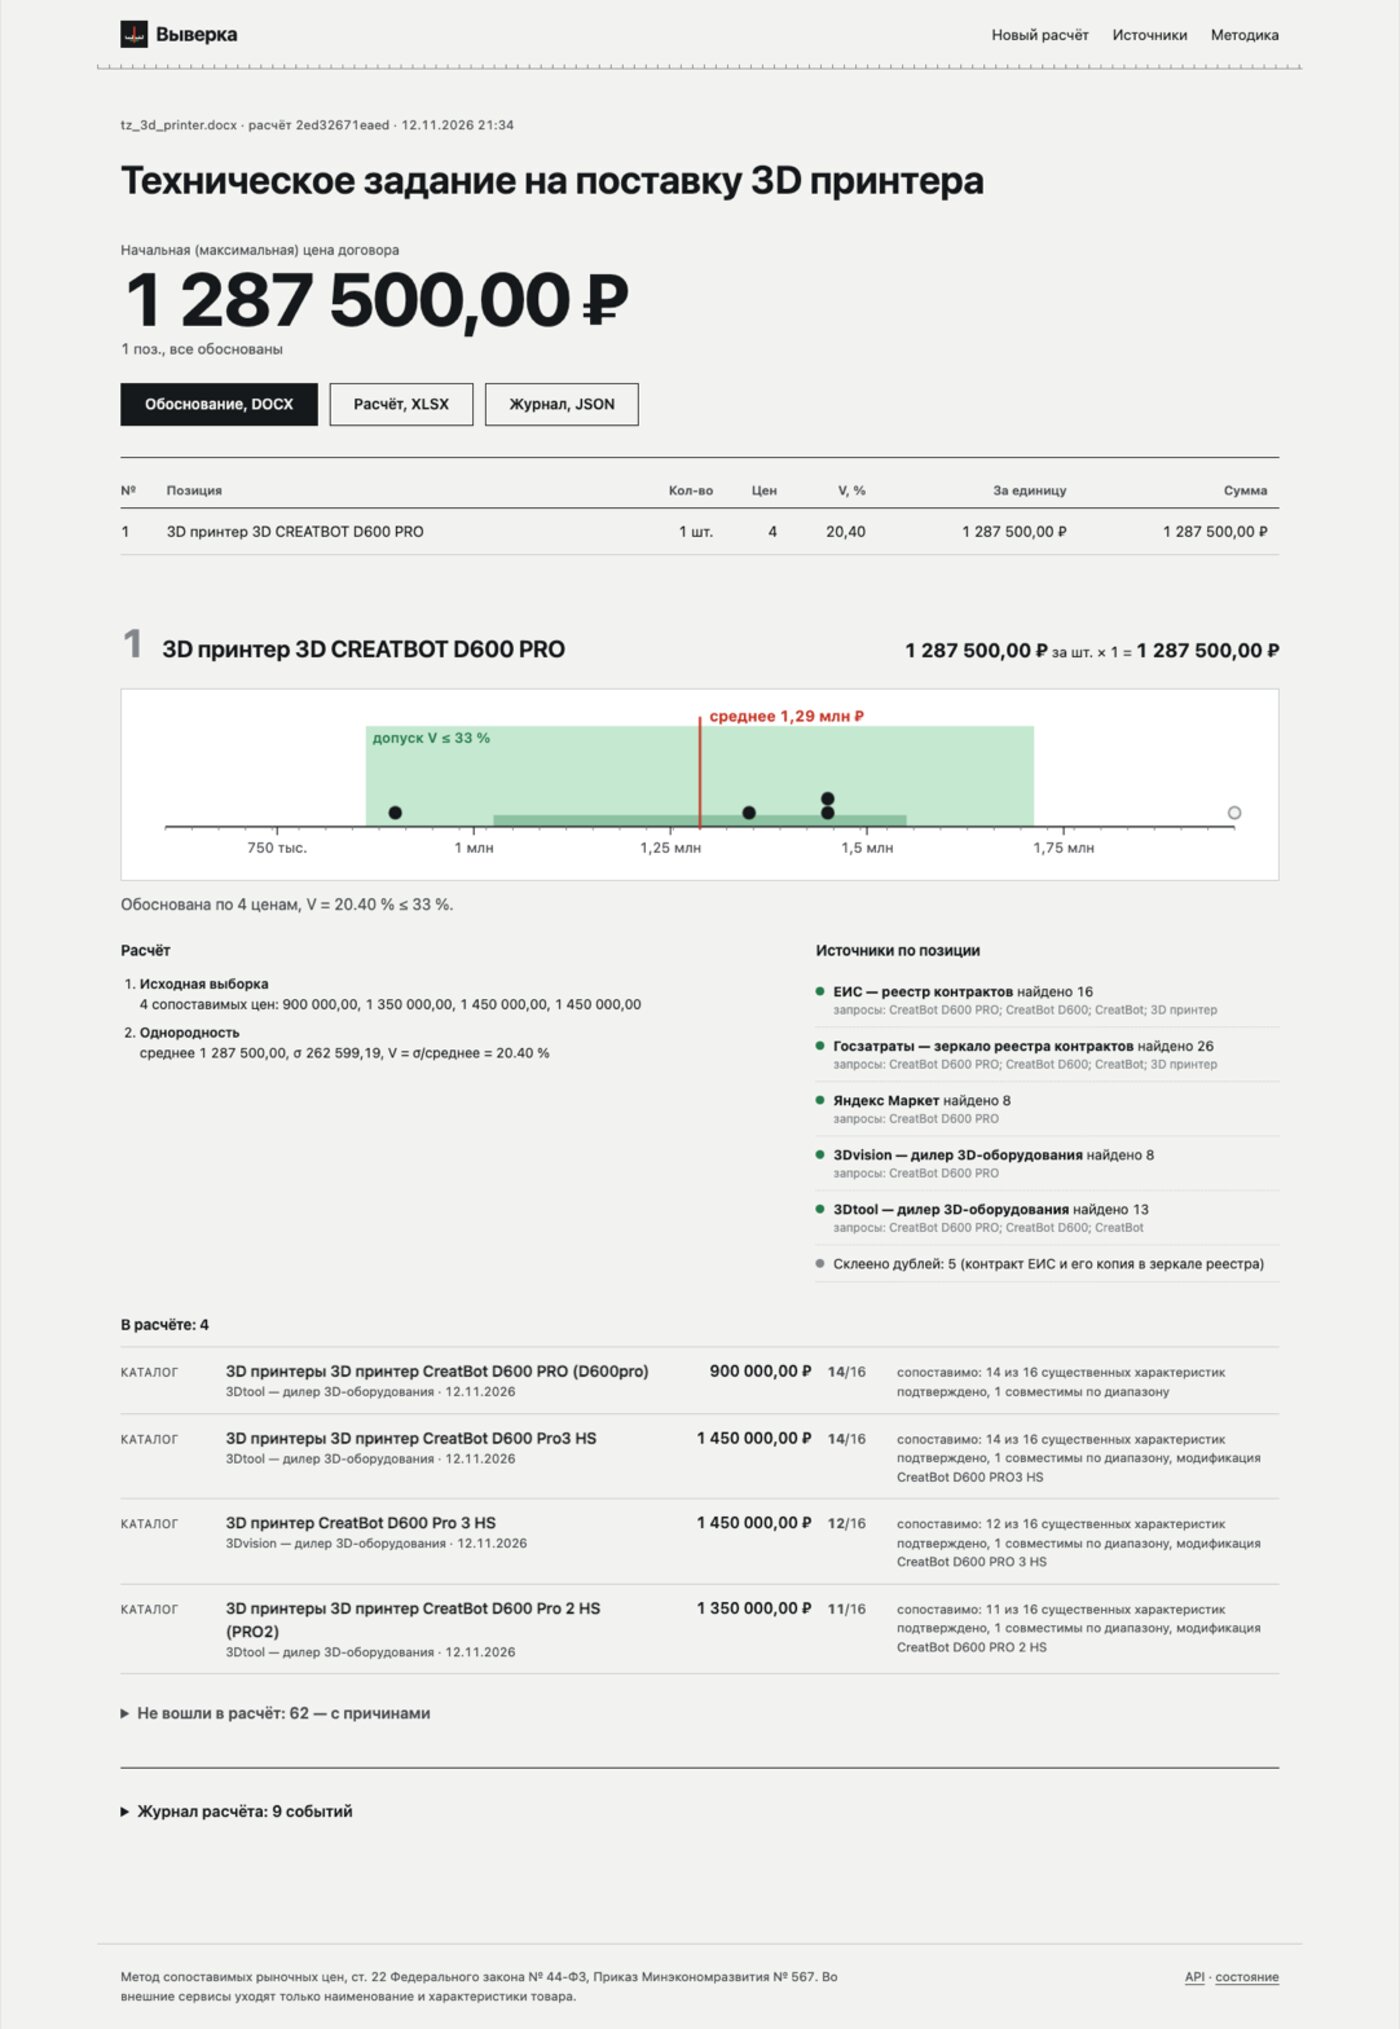 Выверка
Новый расчёт Источники Методика
tz_3d_printer.docx · расчёт 2ed32671eaed · 12.11.2026 21:34
Техническое задание на поставку 3D принтера
Начальная (максимальная) цена договора
1 287 500,00 ₽
1 поз., все обоснованы
Обоснование, DOCX Расчёт, XLSX Журнал, JSON
№ Позиция Кол-во Цен V, % За единицу Сумма
1 3D принтер 3D CREATBOT D600 PRO 1 шт. 4 20,40 1 287 500,00 ₽ 1 287 500,00 ₽
1 3D принтер 3D CREATBOT D600 PRO 1 287 500,00 ₽ за шт. × 1 = 1 287 500,00 ₽
среднее 1,29 млн ₽
допуск V ≤ 33 %
750 тыс. 1 млн 1,25 млн 1,5 млн 1,75 млн
Обоснована по 4 ценам, V = 20.40 % ≤ 33 %.
Расчёт
1. Исходная выборка
4 сопоставимых цен: 900 000,00, 1 350 000,00, 1 450 000,00, 1 450 000,00
2. Однородность
среднее 1 287 500,00, σ 262 599,19, V = σ/среднее = 20.40 %
Источники по позиции
ЕИС — реестр контрактов найдено 16
запросы: CreatBot D600 PRO; CreatBot D600; CreatBot; 3D принтер
Госзатраты — зеркало реестра контрактов найдено 26
запросы: CreatBot D600 PRO; CreatBot D600; CreatBot; 3D принтер
Яндекс Маркет найдено 8
запросы: CreatBot D600 PRO
3Dvision — дилер 3D-оборудования найдено 8
запросы: CreatBot D600 PRO
3Dtool — дилер 3D-оборудования найдено 13
запросы: CreatBot D600 PRO; CreatBot D600; CreatBot
Склеено дублей: 5 (контракт ЕИС и его копия в зеркале реестра)
В расчёте: 4
КАТАЛОГ 3D принтеры 3D принтер CreatBot D600 PRO (D600pro) 900 000,00 ₽ 14/16 сопоставимо: 14 из 16 существенных характеристик
3Dtool — дилер 3D-оборудования · 12.11.2026 подтверждено, 1 совместимы по диапазону
КАТАЛОГ 3D принтеры 3D принтер CreatBot D600 Pro3 HS 1 450 000,00 ₽ 14/16 сопоставимо: 14 из 16 существенных характеристик
3Dtool — дилер 3D-оборудования · 12.11.2026 подтверждено, 1 совместимы по диапазону, модификация
CreatBot D600 PRO3 HS
КАТАЛОГ 3D принтер CreatBot D600 Pro 3 HS 1 450 000,00 ₽ 12/16 сопоставимо: 12 из 16 существенных характеристик
3Dvision — дилер 3D-оборудования · 12.11.2026 подтверждено, 1 совместимы по диапазону, модификация
CreatBot D600 PRO 3 HS
КАТАЛОГ 3D принтеры 3D принтер CreatBot D600 Pro 2 HS 1 350 000,00 ₽ 11/16 сопоставимо: 11 из 16 существенных характеристик
(PRO2) подтверждено, 1 совместимы по диапазону, модификация
3Dtool — дилер 3D-оборудования · 12.11.2026 CreatBot D600 PRO 2 HS
Не вошли в расчёт: 62 — с причинами
Журнал расчёта: 9 событий
Метод сопоставимых рыночных цен, ст. 22 Федерального закона № 44-ФЗ, Приказ Минэкономразвития № 567. Во
внешние сервисы уходят только наименование и характеристики товара.
API · состояние